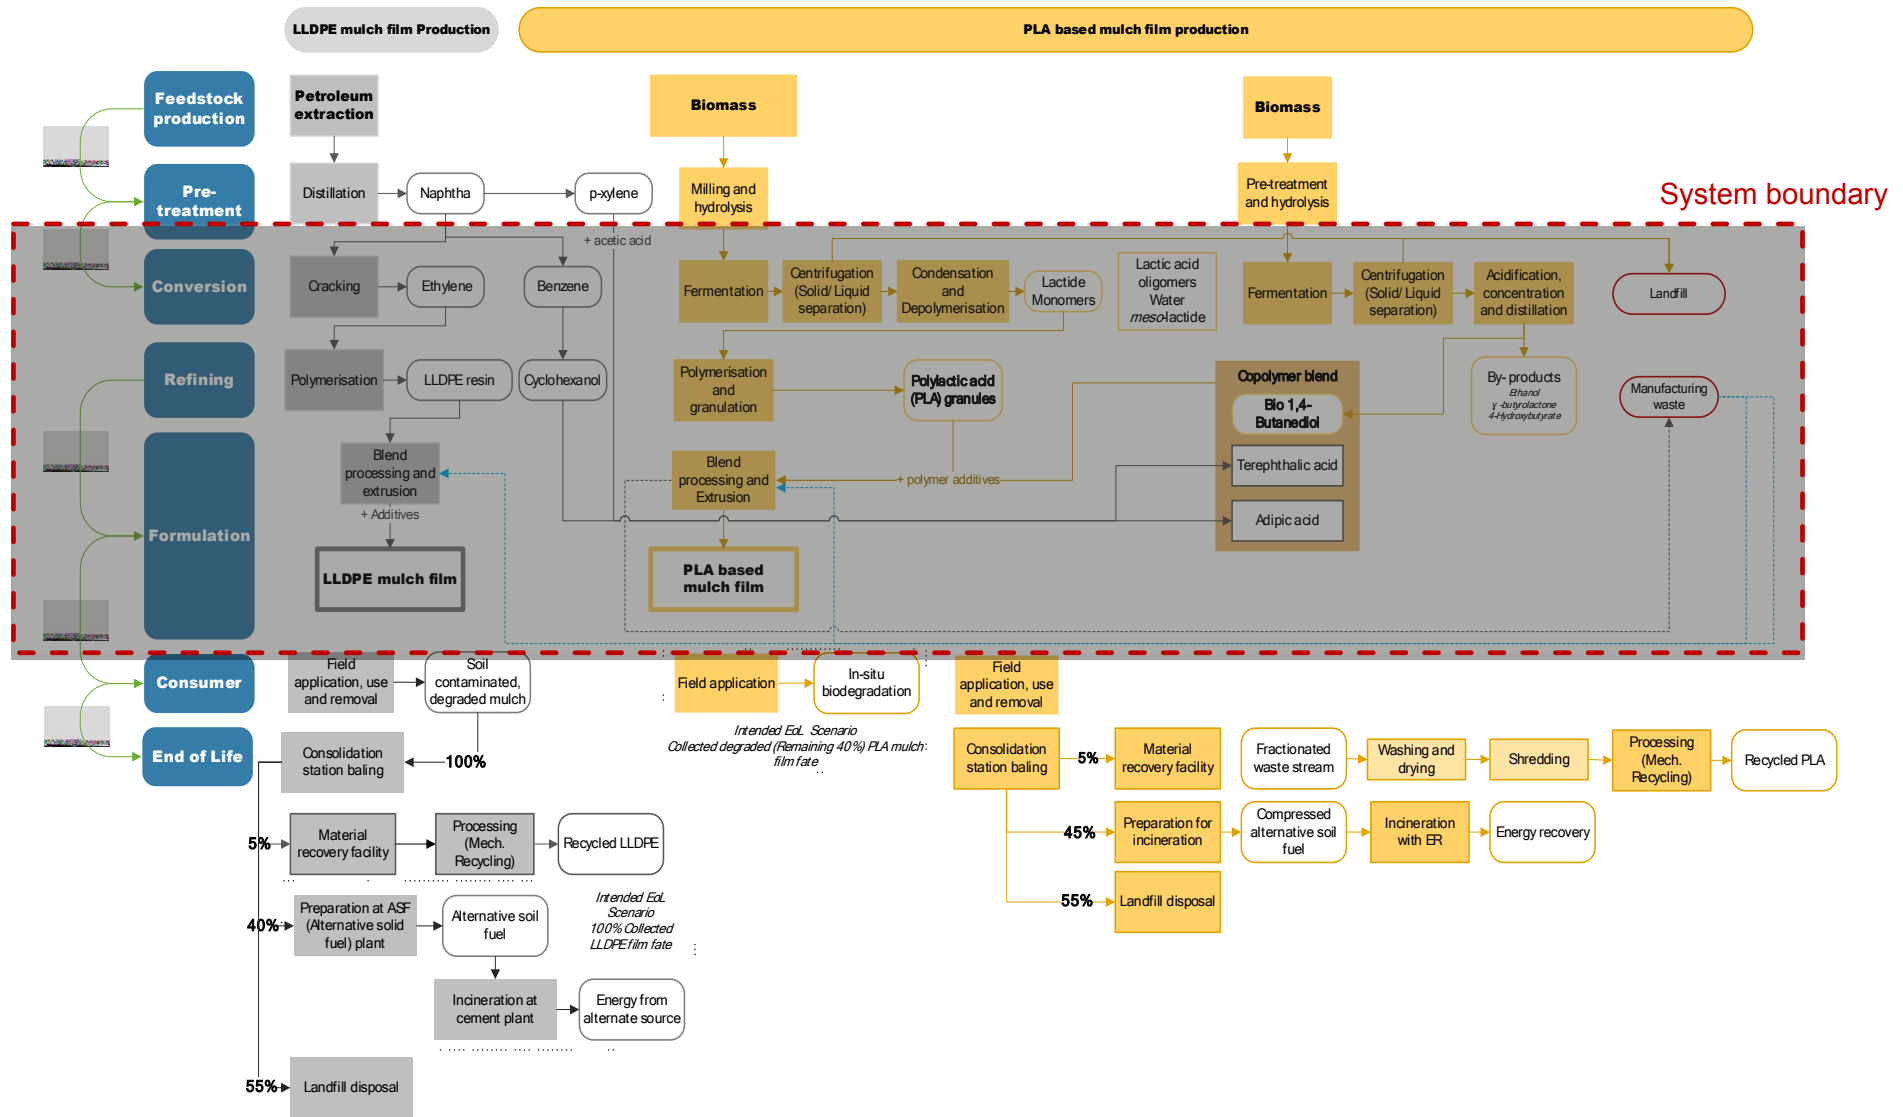 LLDPE mulch film Production
PLA based mulch film production
Feedstock
production
Petroleum
extraction
Biomass
Biomass
Pre-
treatment
Distillation
Naphtha
p-xylene
Milling and
hydrolysis
Pre-treatment
and hydrolysis
System boundary
+ acetic acid
Conversion
Cracking
Ethylene
Benzene
Fermentation
Centrifugation
(Solid/ Liquid
separation)
Condensation
and
Depolymerisation
Lactide
Monomers
Lactic acid
oligomers
Water
meso-lactide
Fermentation
Centrifugation
(Solid/ Liquid
separation)
Acidification,
concentration
and distillation
Landfill
Refining
Polymerisation
LLDPE resin
Cyclohexanol
Polymerisation
and
granulation
Polylactic acid
(PLA) granules
Copolymer blend
Bio 1,4-
Butanediol
By- products
Ethanol
γ -butyrolactone
4-Hydroxybutyrate
Manufacturing
waste
Formulation
Blend
processing and
extrusion
+ Additives
Blend
processing and
Extrusion
+ polymer additives
Terephthalic acid
Adipic acid
LLDPE mulch film
PLA based
mulch film
Consumer
Field
application, use
and removal
Soil
contaminated,
degraded mulch
Field application
In-situ
biodegradation
Field
application, use
and removal
Intended EoL Scenario
Collected degraded (Remaining 40%) PLA mulch
film fate
End of Life
Consolidation
station baling
100%
Consolidation
station baling
5%
Material
recovery facility
Fractionated
waste stream
Washing and
drying
Shredding
Processing
(Mech.
Recycling)
Recycled PLA
45%
Preparation for
incineration
Compressed
alternative soil
fuel
Incineration
with ER
Energy recovery
55%
Landfill disposal
5%
Material
recovery facility
Processing
(Mech.
Recycling)
Recycled LLDPE
Intended EoL
Scenario
100% Collected
LLDPE film fate
40%
Preparation at ASF
(Alternative solid
fuel) plant
Alternative soil
fuel
Incineration at
cement plant
Energy from
alternate source
55%
Landfill disposal